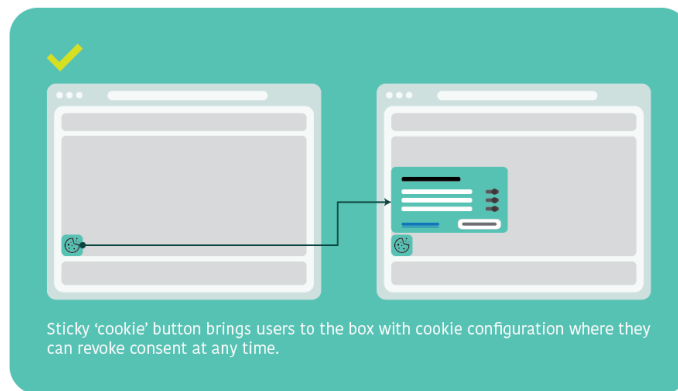 Sticky ‘cookie’ button brings users to the box with cookie configuration where they
can revoke consent at any time.